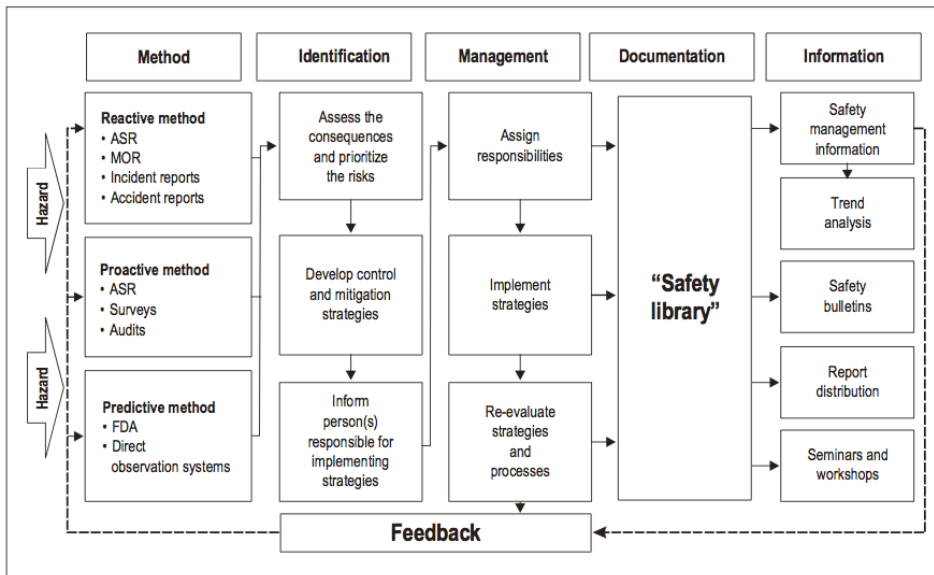 Method
Identification
Management
Documentation
Information
Hazard
Hazard
Reactive method
• ASR
• MOR
• Incident reports
• Accident reports
Proactive method
• ASR
• Surveys
• Audits
Predictive method
• FDA
• Direct
observation systems
Assess the
consequences
and prioritize
the risks
Develop control
and mitigation
strategies
Inform
person(s)
responsible for
implementing
strategies
Assign
responsibilities
Implement
strategies
Re-evaluate
strategies
and
processes
“Safety
library”
Safety
management
information
Trend
analysis
Safety
bulletins
Report
distribution
Seminars and
workshops
Feedback